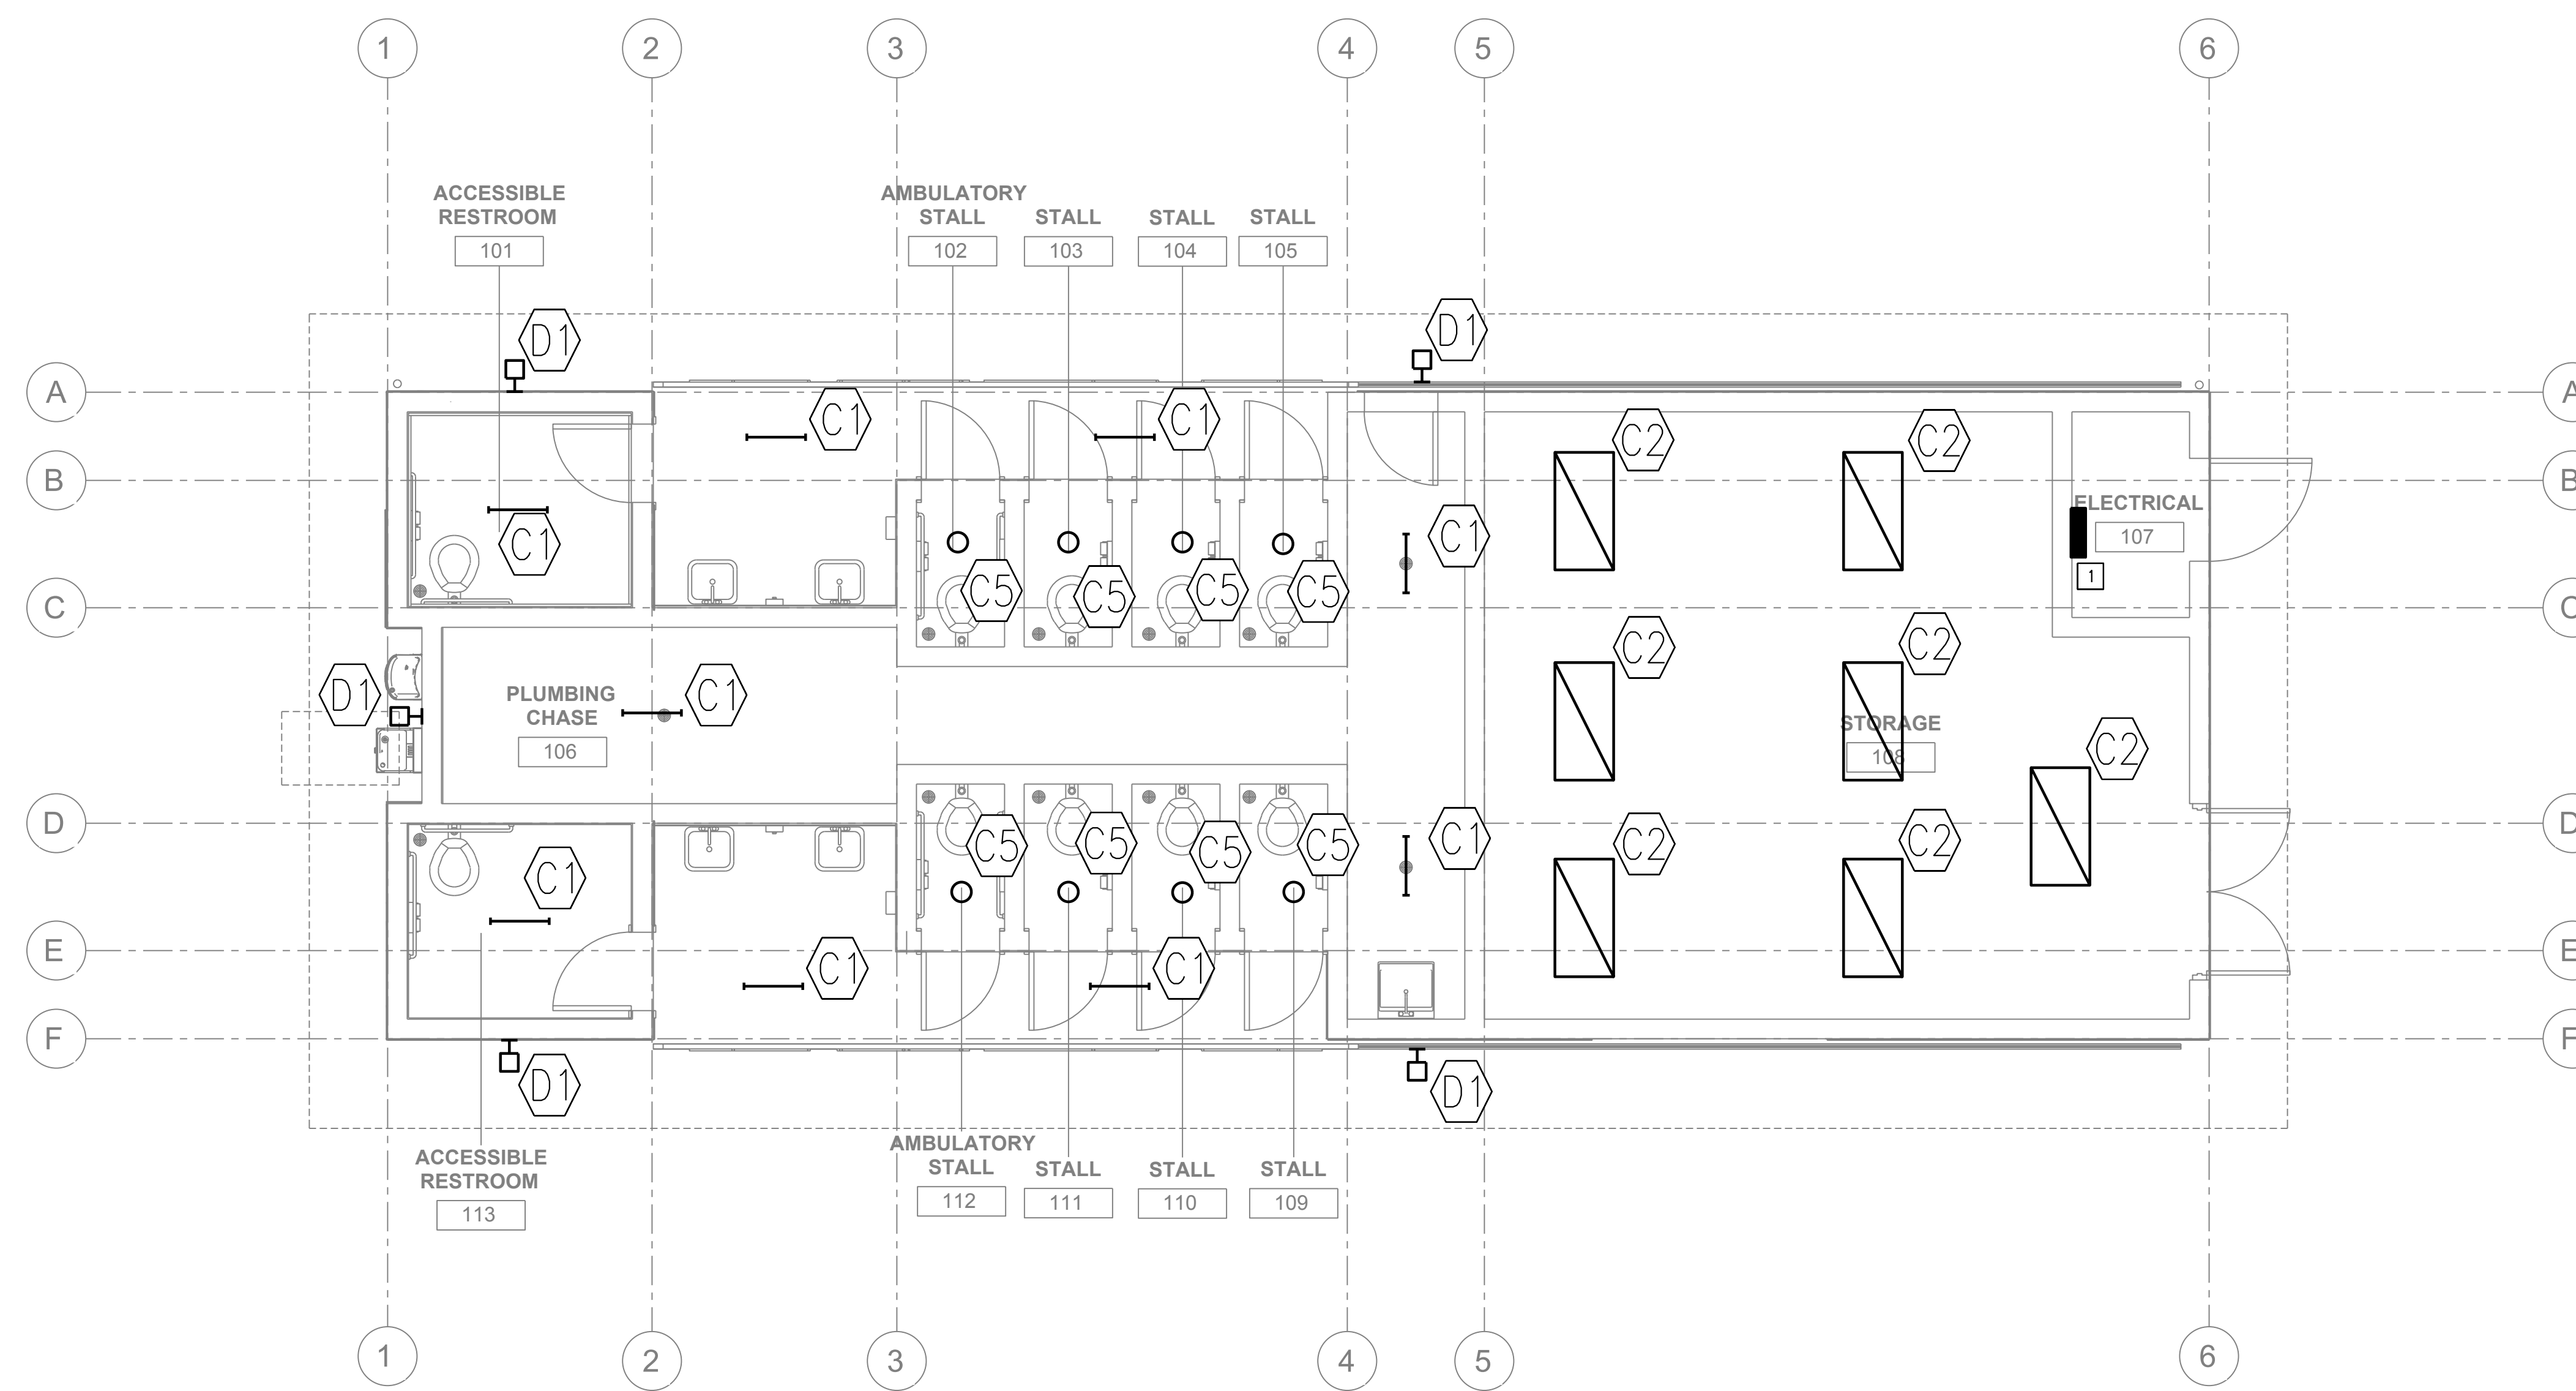 1 2 3 4 5 6
ACCESSIBLE
RESTROOM
101
AMBULATORY
STALL
102
STALL
103
STALL
104
STALL
105
D1 D1
A A
C1 C1
C2 C2
B B
ELECTRICAL
107
C1 C1
1
C5 C5 C5 C5
C C
C2 C2
D1
PLUMBING
CHASE
106
C1
STORAGE
108
C2
D D
C1 C5 C5 C5 C5 C1 C2 C2
E E
C1 C1
F F
D1 D1
AMBULATORY
STALL
112
STALL
111
STALL
110
STALL
109
ACCESSIBLE
RESTROOM
113
1 2 3 4 5 6